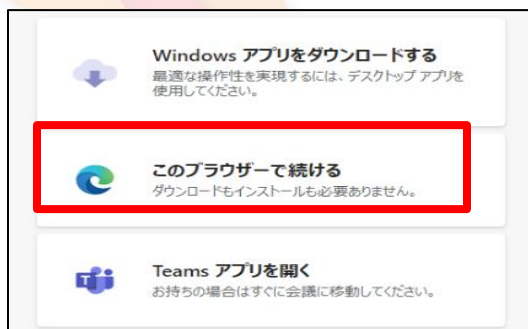 Windows アプリをダウンロードする
最適な操作性を実現するには、デスクトップ アプリを
使用してください。
このブラウザーで続ける
ダウンロードもインストールも必要ありません。
Teams アプリを開く
お持ちの場合はすぐに会議に移動してください。